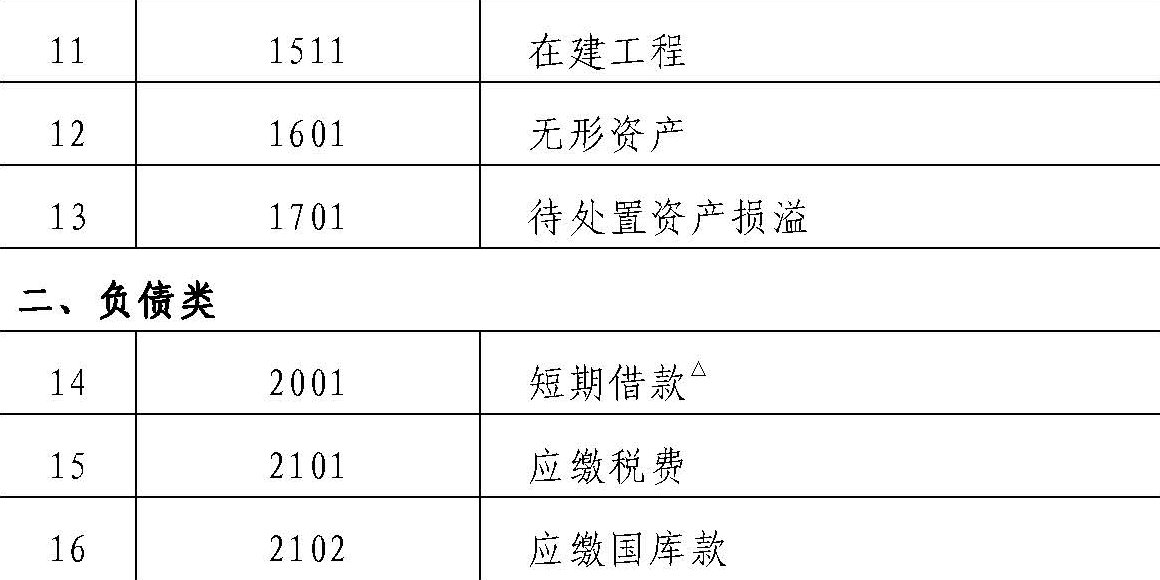 11 1511 在建工程
12 1601 无形资产
13 1701 待处置资产损溢
二、负债类
14 2001 短期借款△
15 2101 应缴税费
16 2102 应缴国库款